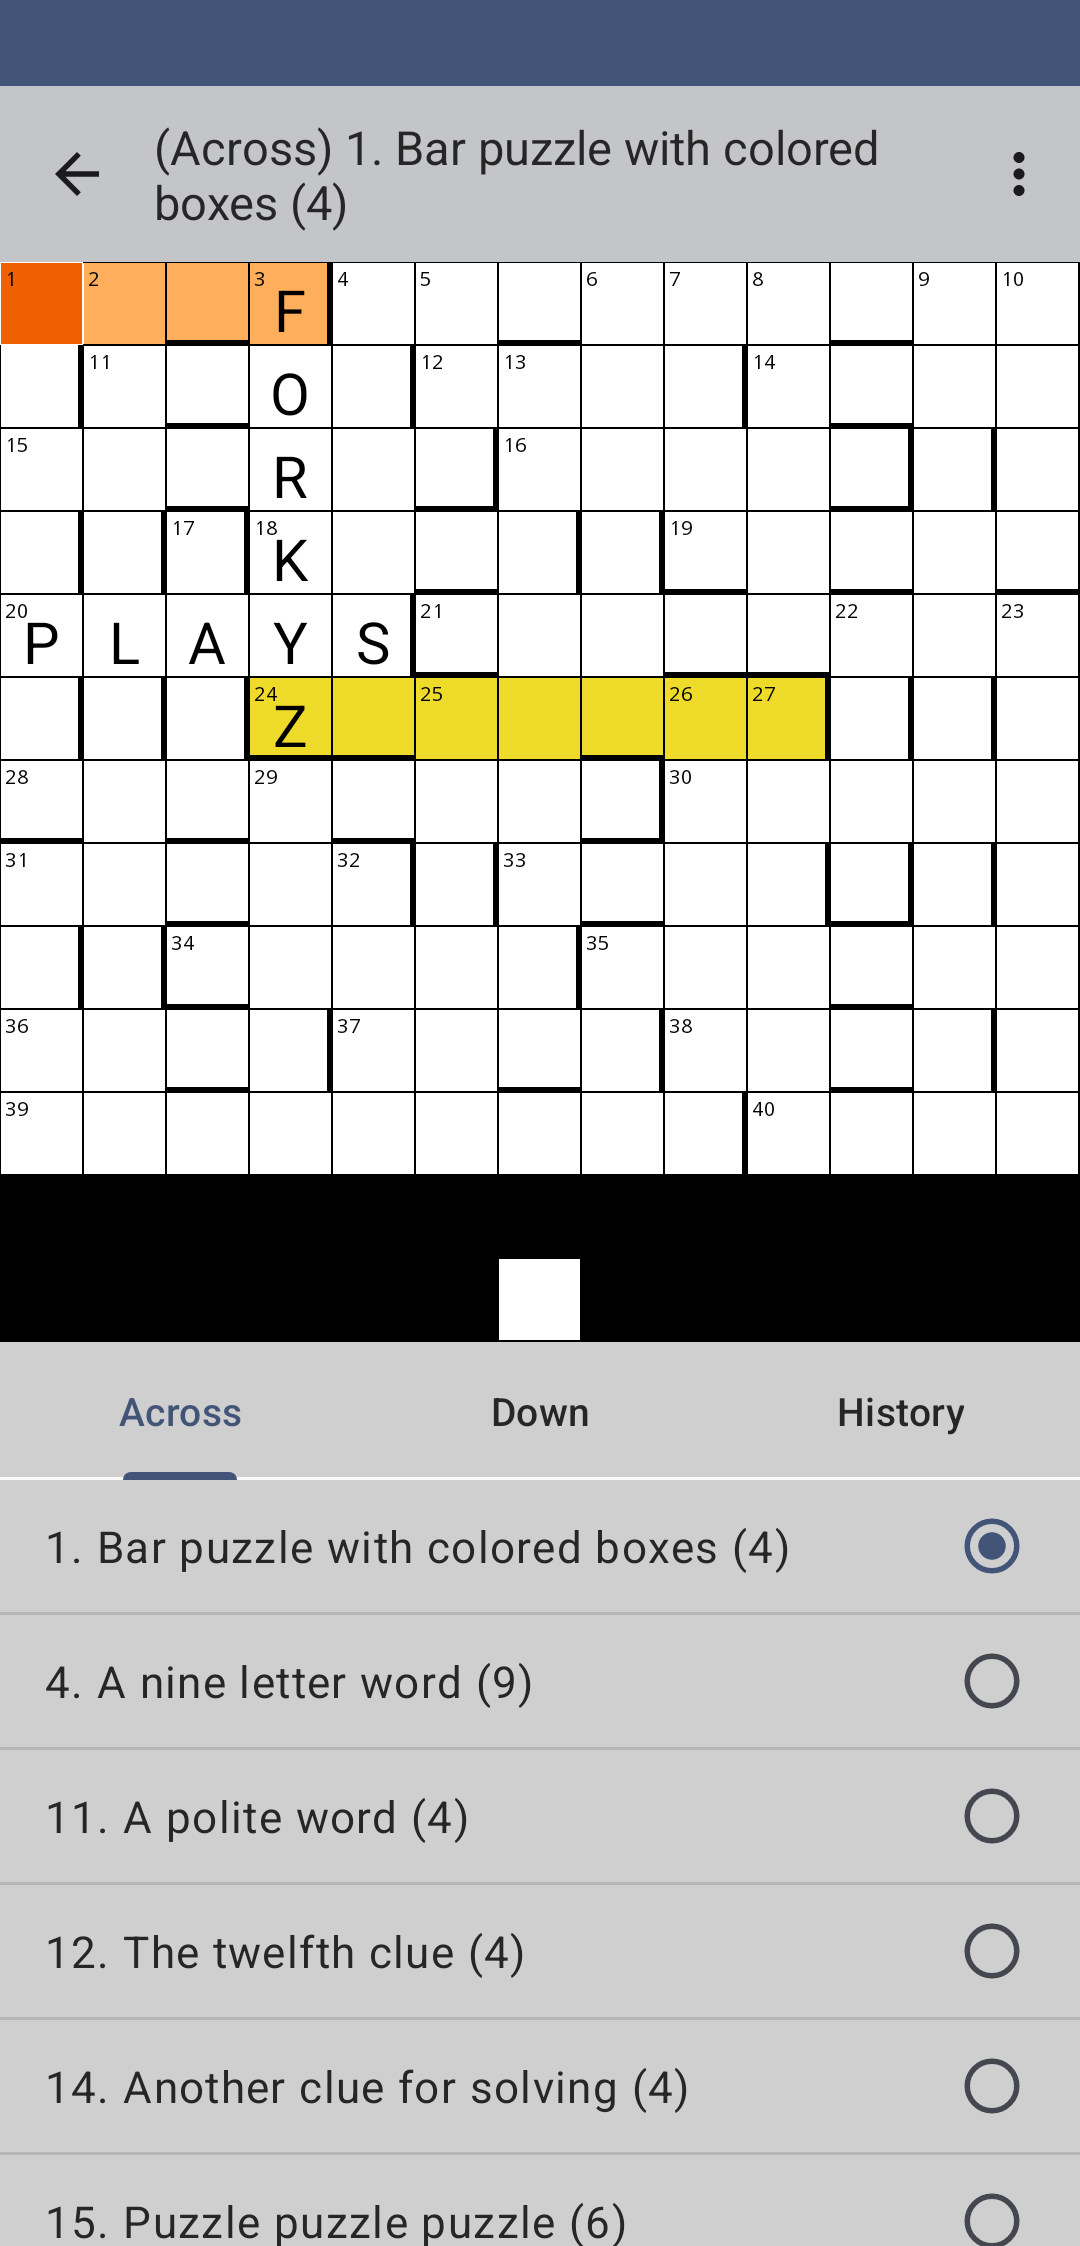 (Across) 1. Bar puzzle with colored
boxes (4)
1 2 3 F 4 5 6 7 8 9 10
11 O 12 13 14
15 R 16
17 18 K 19
20 P L A Y S 21 22 23
24 Z 25 26 27
28 29 30
31 32 33
34 35
36 37 38
39 40
Across Down History
1. Bar puzzle with colored boxes (4)
4. A nine letter word (9)
11. A polite word (4)
12. The twelfth clue (4)
14. Another clue for solving (4)
15. Puzzle puzzle puzzle (6)